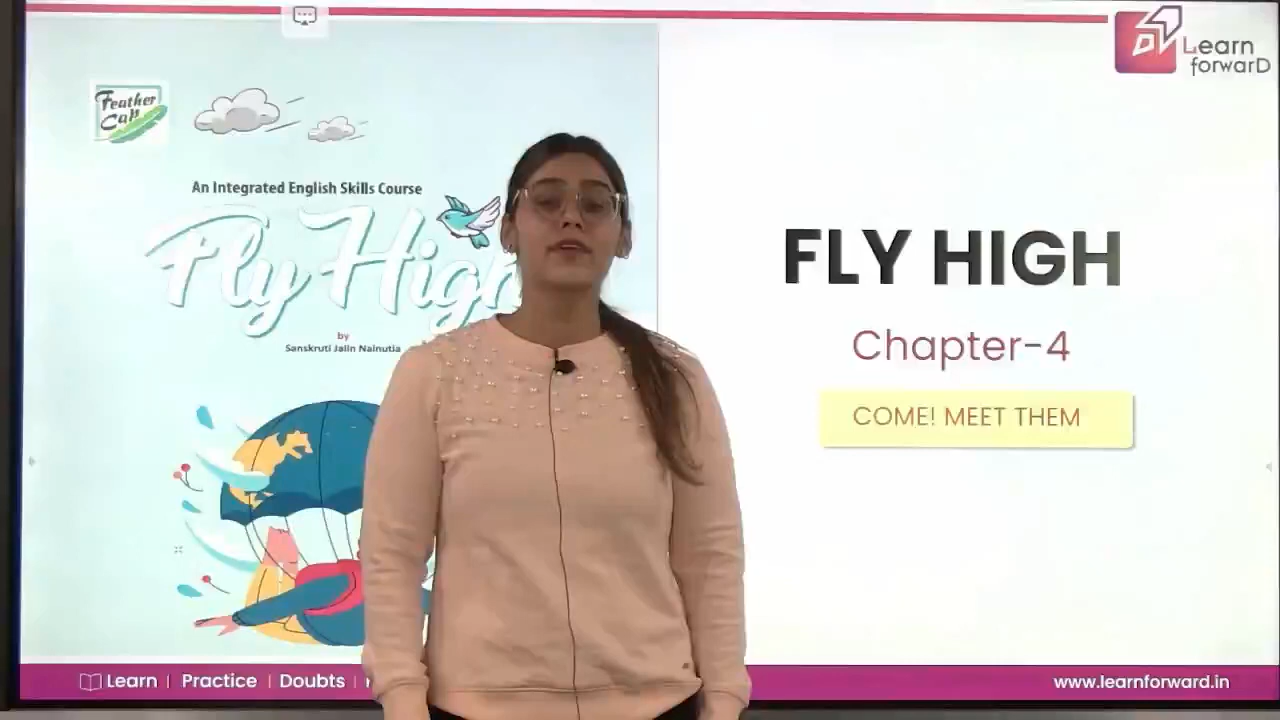 Feather
Call
An Integrated English Skills Course
Fly High
by
Sanskruti Jalin Nainutia
Learn
forwarD
FLY HIGH
Chapter-4
COME! MEET THEM
Learn | Practice | Doubts |
www.learnforward.in